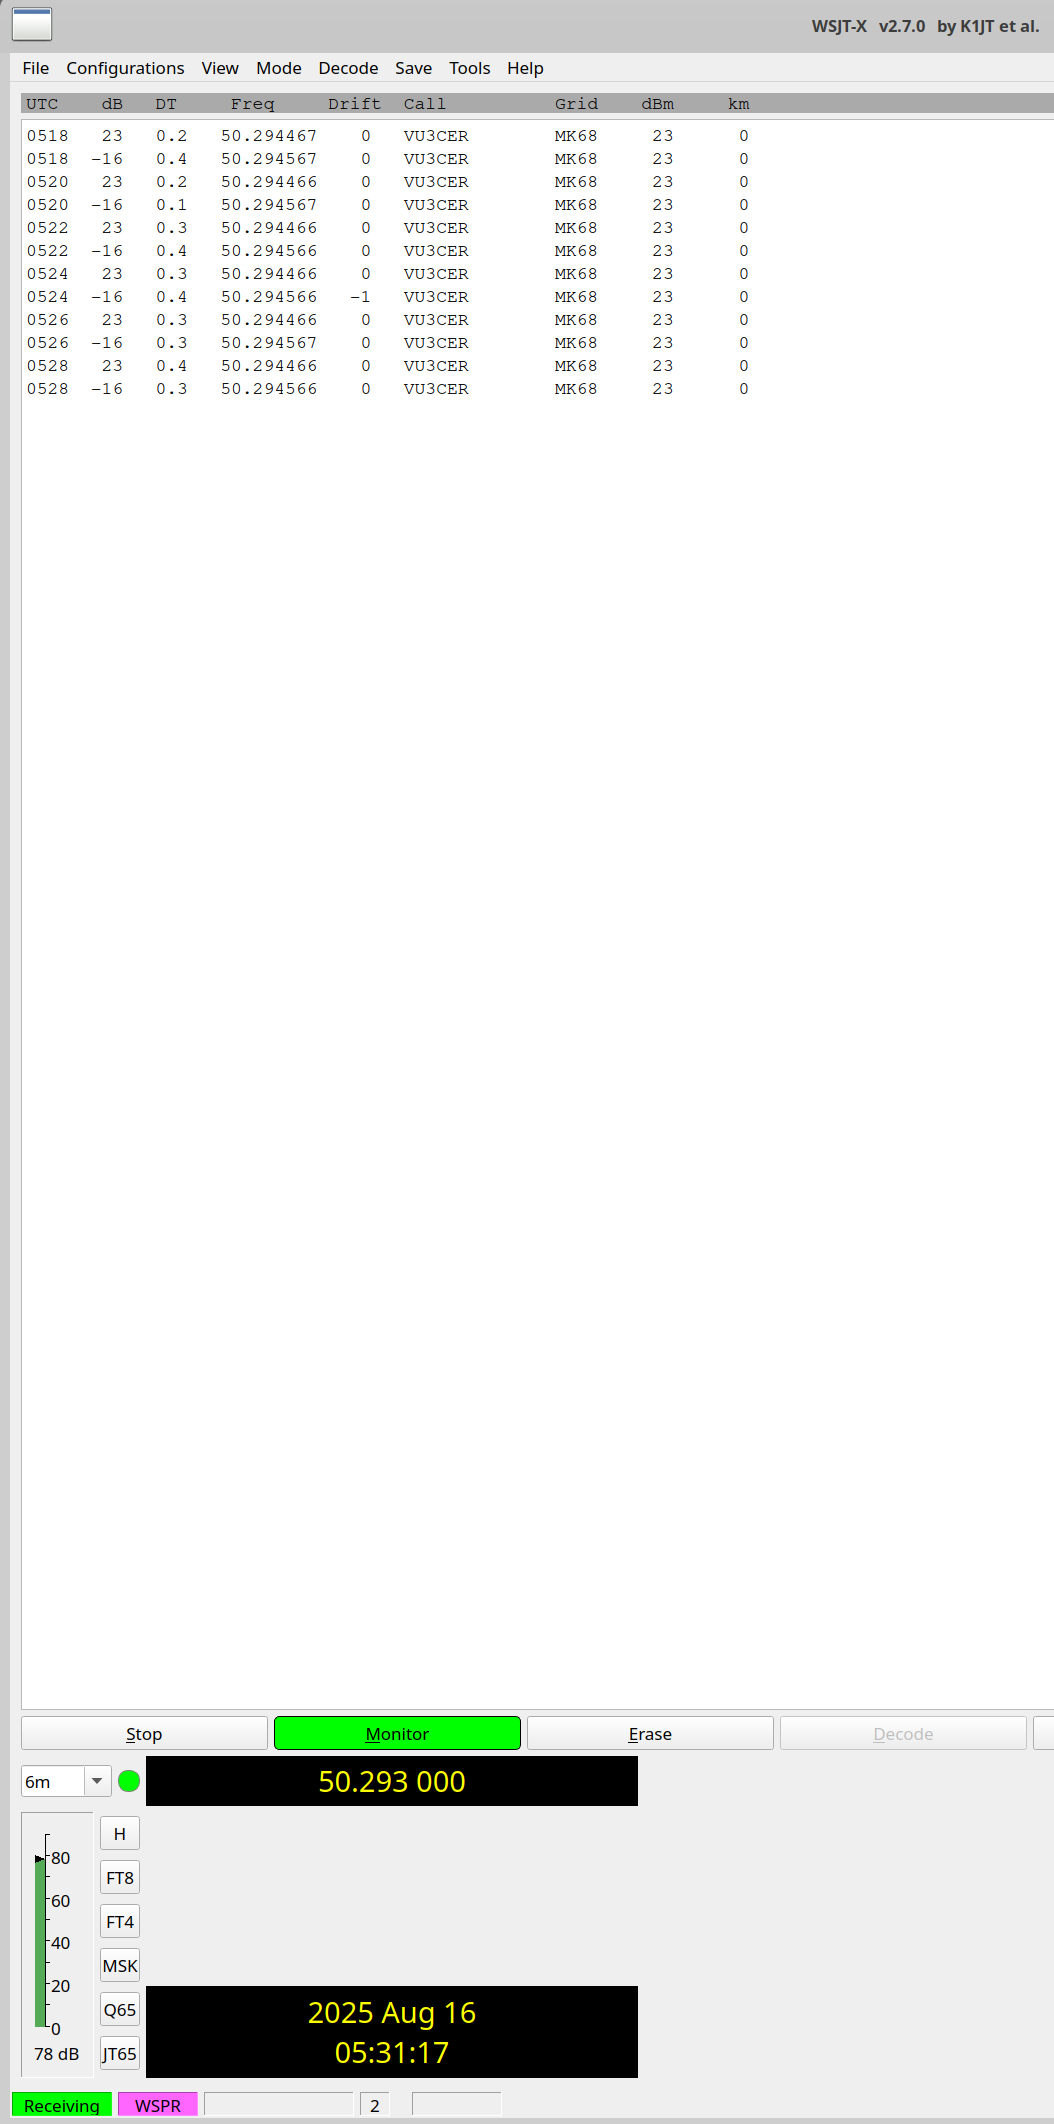 WSJT-X v2.7.0 by K1JT et al.
File Configurations View Mode Decode Save Tools Help
UTC dB DT Freq Drift Call Grid dBm km
0518 23 0.2 50.294467 0 VU3CER MK68 23 0
0518 -16 0.4 50.294567 0 VU3CER MK68 23 0
0520 23 0.2 50.294466 0 VU3CER MK68 23 0
0520 -16 0.1 50.294567 0 VU3CER MK68 23 0
0522 23 0.3 50.294466 0 VU3CER MK68 23 0
0522 -16 0.4 50.294566 0 VU3CER MK68 23 0
0524 23 0.3 50.294466 0 VU3CER MK68 23 0
0524 -16 0.4 50.294566 -1 VU3CER MK68 23 0
0526 23 0.3 50.294466 0 VU3CER MK68 23 0
0526 -16 0.3 50.294567 0 VU3CER MK68 23 0
0528 23 0.4 50.294466 0 VU3CER MK68 23 0
0528 -16 0.3 50.294566 0 VU3CER MK68 23 0
Stop Monitor Erase Decode
6m 50.293 000
H
80
FT8
60
FT4
40
MSK
20
Q65
0
78 dB JT65
2025 Aug 16
05:31:17
Receiving WSPR 2